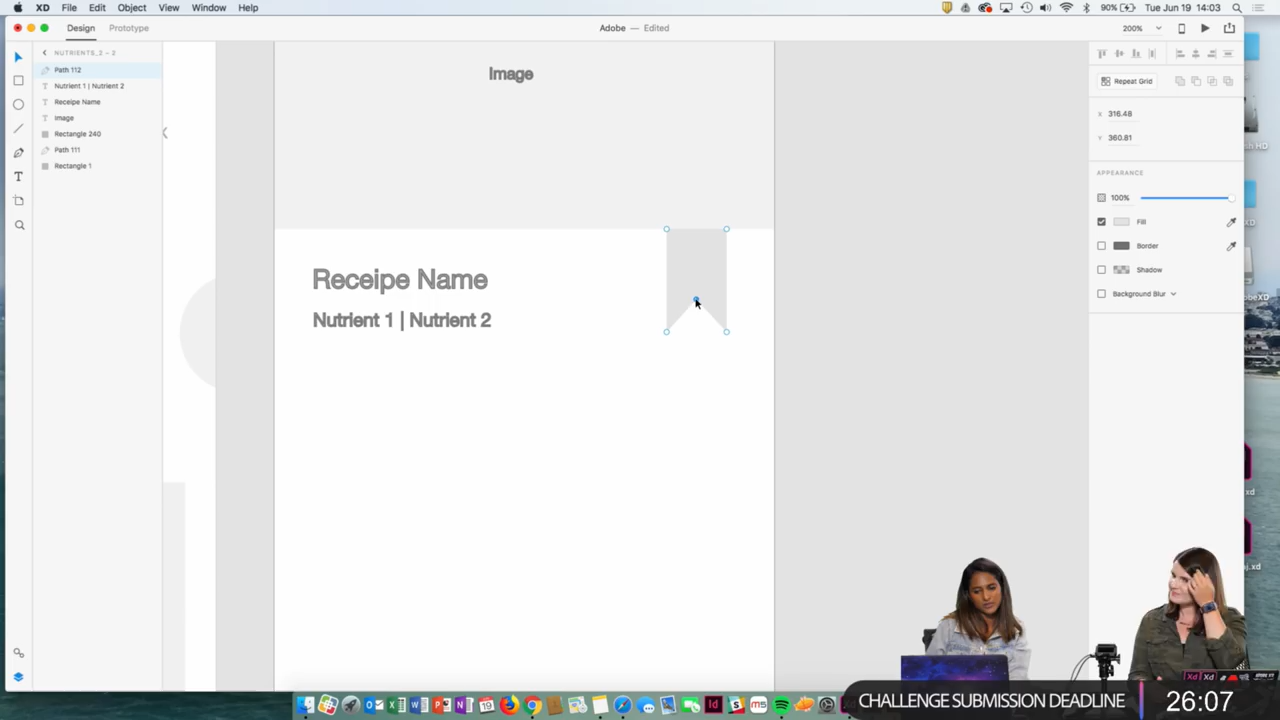 XD File Edit Object View Window Help
90% Tue Jun 19 14:03
Design Prototype
Adobe — Edited
200%
NUTRIENTE_2 – 2
Path 112
Nutrient 1 | Nutrient 2
Receipe Name
Image
Rectangle 240
Path 111
Rectangle 1
Image
Receipe Name
Nutrient 1 | Nutrient 2
Repeat Grid
X 316.48
Y 360.81
APPEARANCE
100%
Fill
Border
Shadow
Background Blur
CHALLENGE SUBMISSION DEADLINE 26:07